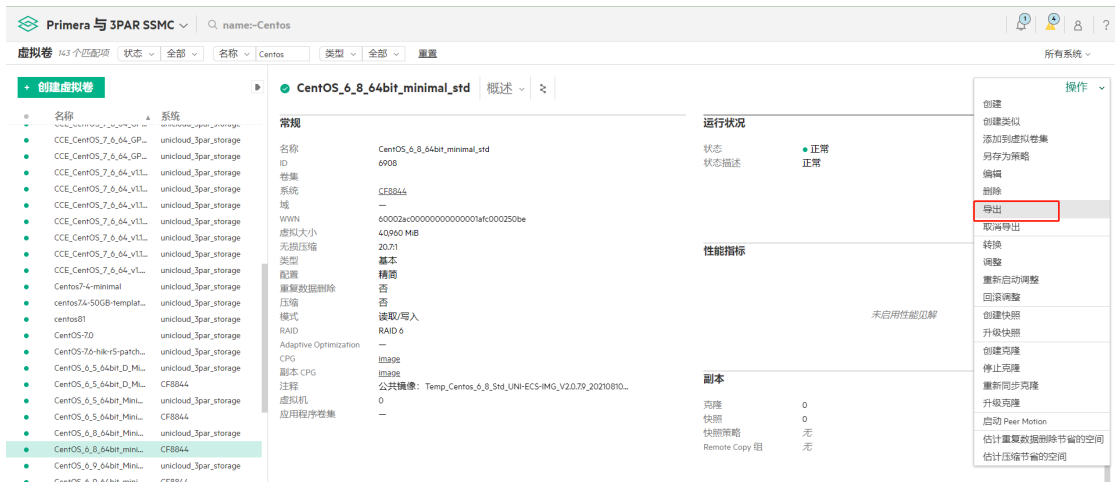 Primera 与 3PAR SSMC
name:~Centos
1
2
?
虚拟卷 143 个匹配项 状态 全部 名称 Centos 类型 全部 重置
所有系统
+ 创建虚拟卷
CentOS_6_8_64bit_minimal_std 概述
操作
名称 系统
unicloud_3par_storage
CCE_CentOS_7_6_64_GP... unicloud_3par_storage
CCE_CentOS_7_6_64_GP... unicloud_3par_storage
CCE_CentOS_7_6_64_v1.1... unicloud_3par_storage
CCE_CentOS_7_6_64_v1.1... unicloud_3par_storage
CCE_CentOS_7_6_64_v1.1... unicloud_3par_storage
CCE_CentOS_7_6_64_v1.1... unicloud_3par_storage
CCE_CentOS_7_6_64_v1.1... unicloud_3par_storage
CCE_CentOS_7_6_64_v1.... unicloud_3par_storage
Centos7-4-minimal unicloud_3par_storage
centos7.4-50GB-templat... unicloud_3par_storage
centos81 unicloud_3par_storage
CentOS-7.0 unicloud_3par_storage
CentOS-7.6-hik-r5-patch... unicloud_3par_storage
CentOS_6_5_64bit_D_Mi... unicloud_3par_storage
CentOS_6_5_64bit_D_Mi... CF8844
CentOS_6_5_64bit_Mini... unicloud_3par_storage
CentOS_6_5_64bit_Mini... CF8844
CentOS_6_8_64bit_Mini... unicloud_3par_storage
CentOS_6_8_64bit_mini... CF8844
CentOS_6_9_64bit_Mini... unicloud_3par_storage
CentOS_6_9_64bit_mini... CF8844
常规
名称 CentOS_6_8_64bit_minimal_std
ID 6908
卷集
系统 CF8844
域 —
WWN 60002ac00000000000001afc000250be
虚拟大小 40,960 MiB
无损压缩 20.7:1
类型 基本
配置 精简
重复数据删除 否
压缩 否
模式 读取/写入
RAID RAID 6
Adaptive Optimization —
CPG image
副本 CPG image
注释 公共镜像：Temp_Centos_6_8_Std_UNI-ECS-IMG_V2.0.7.9_20210810...
虚拟机 0
应用程序卷集 —
运行状况
状态 正常
状态描述 正常
性能指标
未启用性能见解
副本
克隆 0
快照 0
快照策略 无
Remote Copy 组 无
创建
创建类似
添加到虚拟卷集
另存为策略
编辑
删除
导出
取消导出
转换
调整
重新启动调整
回滚调整
创建快照
升级快照
创建克隆
停止克隆
重新同步克隆
升级克隆
启动 Peer Motion
估计重复数据删除节省的空间
估计压缩节省的空间